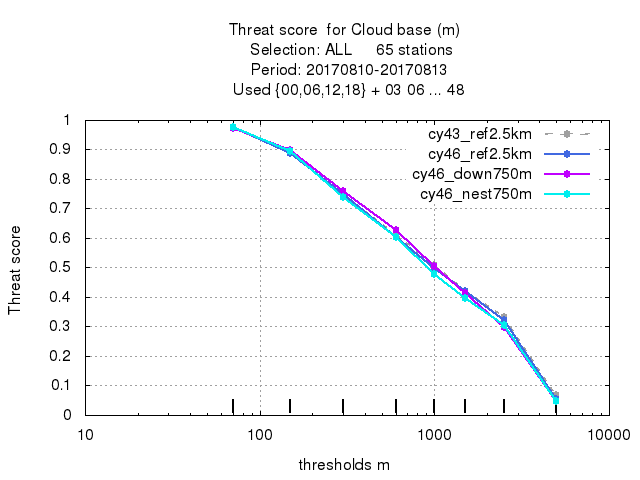 Threat score  for Cloud base (m)
Selection: ALL     65 stations
Period: 20170810-20170813
Used {00,06,12,18} + 03 06 ... 48
1
0.9
0.8
0.7
0.6
0.5
0.4
0.3
0.2
0.1
0
Threat score
cy43_ref2.5km
cy46_ref2.5km
cy46_down750m
cy46_nest750m
10
100
1000
10000
thresholds m